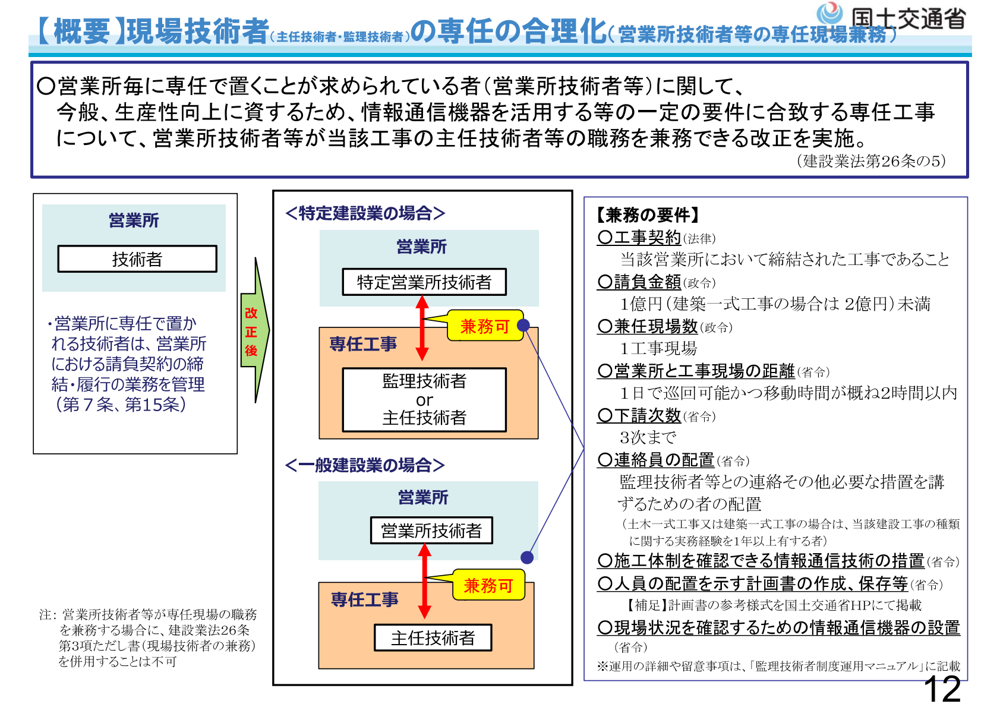 【概要】現場技術者(主任技術者・監理技術者)の専任の合理化(営業所技術者等の専任現場兼務)
国土交通省
○営業所毎に専任で置くことが求められている者(営業所技術者等)に関して、
今般、生産性向上に資するため、情報通信機器を活用する等の一定の要件に合致する専任工事
について、営業所技術者等が当該工事の主任技術者等の職務を兼務できる改正を実施。
(建設業法第26条の5)
営業所
技術者
・営業所に専任で置か
れる技術者は、営業所
における請負契約の締
結・履行の業務を管理
(第7条、第15条)
改
正
後
注: 営業所技術者等が専任現場の職務
を兼務する場合に、建設業法26条
第3項ただし書(現場技術者の兼務)
を併用することは不可
<特定建設業の場合>
営業所
特定営業所技術者
兼務可
専任工事
監理技術者
or
主任技術者
<一般建設業の場合>
営業所
営業所技術者
兼務可
専任工事
主任技術者
【兼務の要件】
○工事契約(法律)
当該営業所において締結された工事であること
○請負金額(政令)
1億円(建築一式工事の場合は 2億円)未満
○兼任現場数(政令)
1工事現場
○営業所と工事現場の距離(省令)
1日で巡回可能かつ移動時間が概ね2時間以内
○下請次数(省令)
3次まで
○連絡員の配置(省令)
監理技術者等との連絡その他必要な措置を講
ずるための者の配置
(土木一式工事又は建築一式工事の場合は、当該建設工事の種類
に関する実務経験を1年以上有する者)
○施工体制を確認できる情報通信技術の措置(省令)
○人員の配置を示す計画書の作成、保存等(省令)
【補足】計画書の参考様式を国土交通省HPにて掲載
○現場状況を確認するための情報通信機器の設置
(省令)
※運用の詳細や留意事項は、「監理技術者制度運用マニュアル」に記載
12